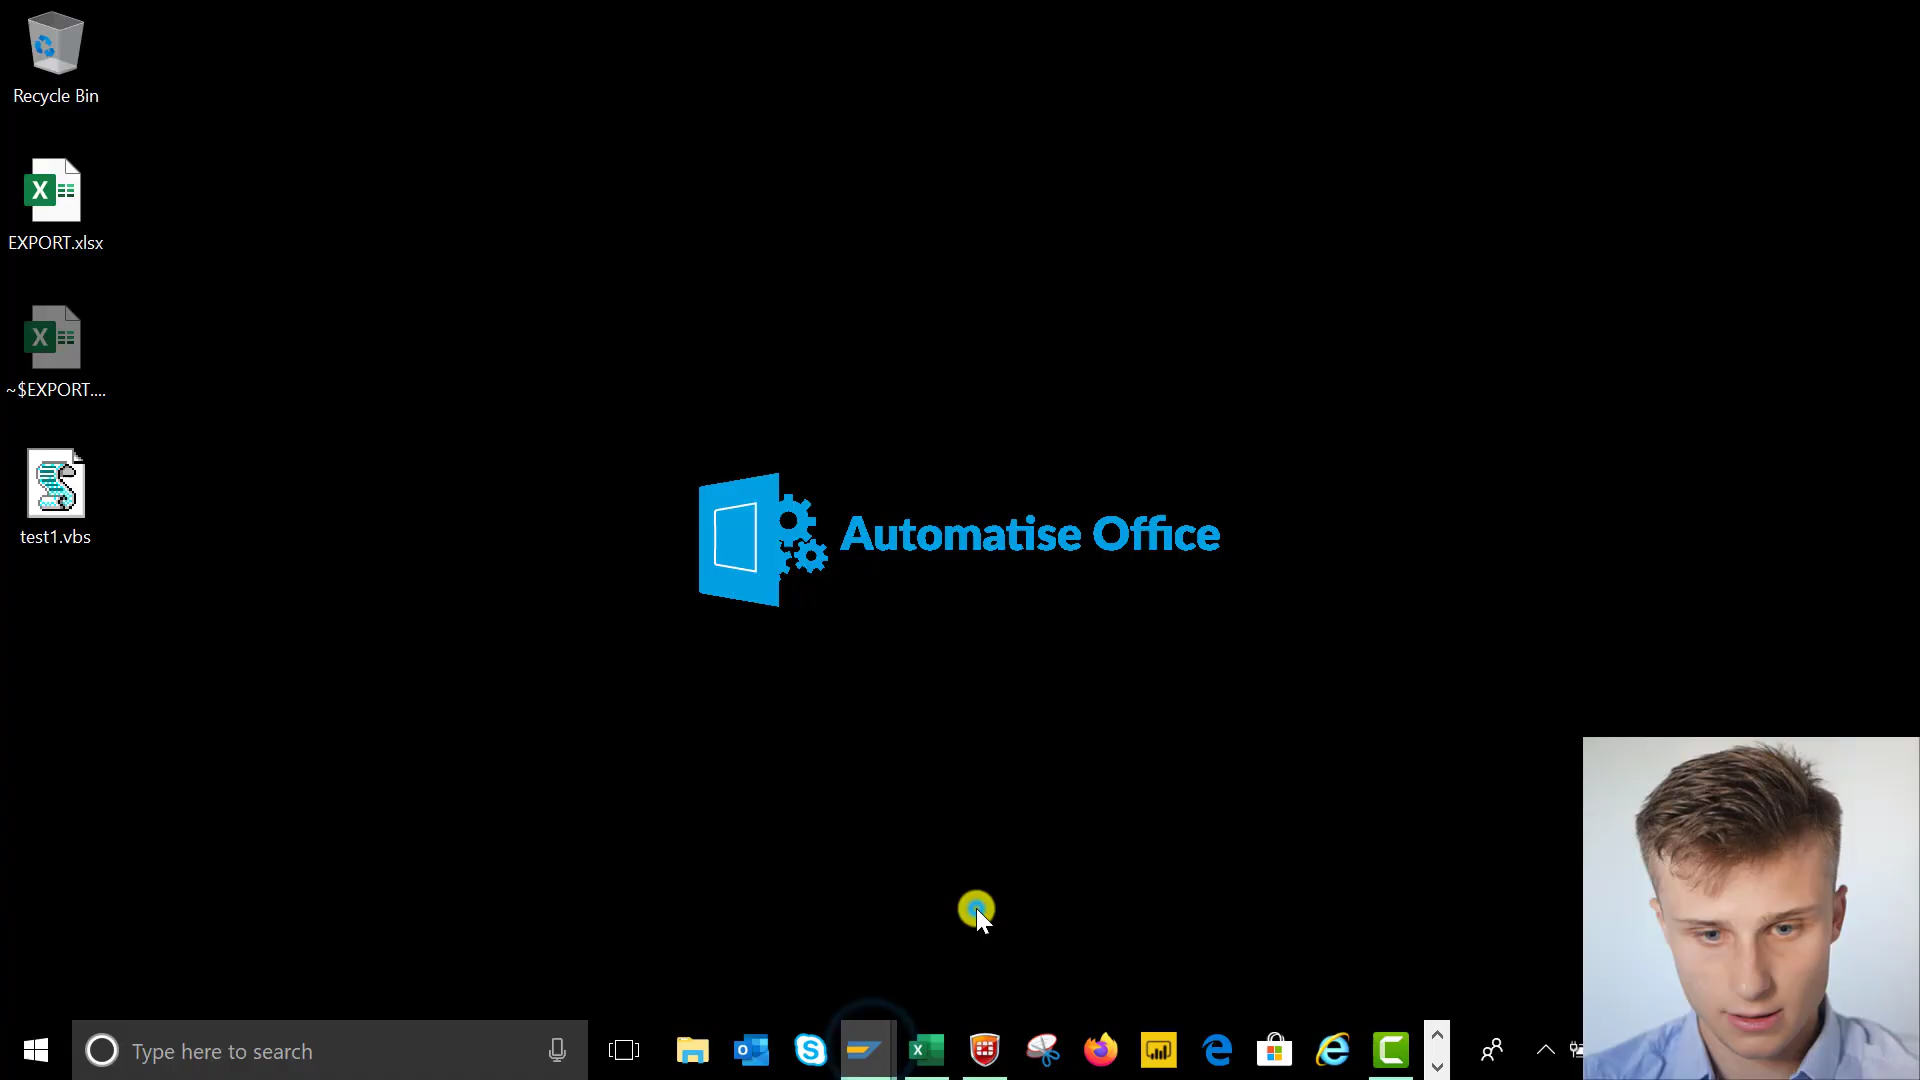 Recycle Bin
EXPORT.xlsx
~$EXPORT....
test1.vbs
Automatise Office
Type here to search